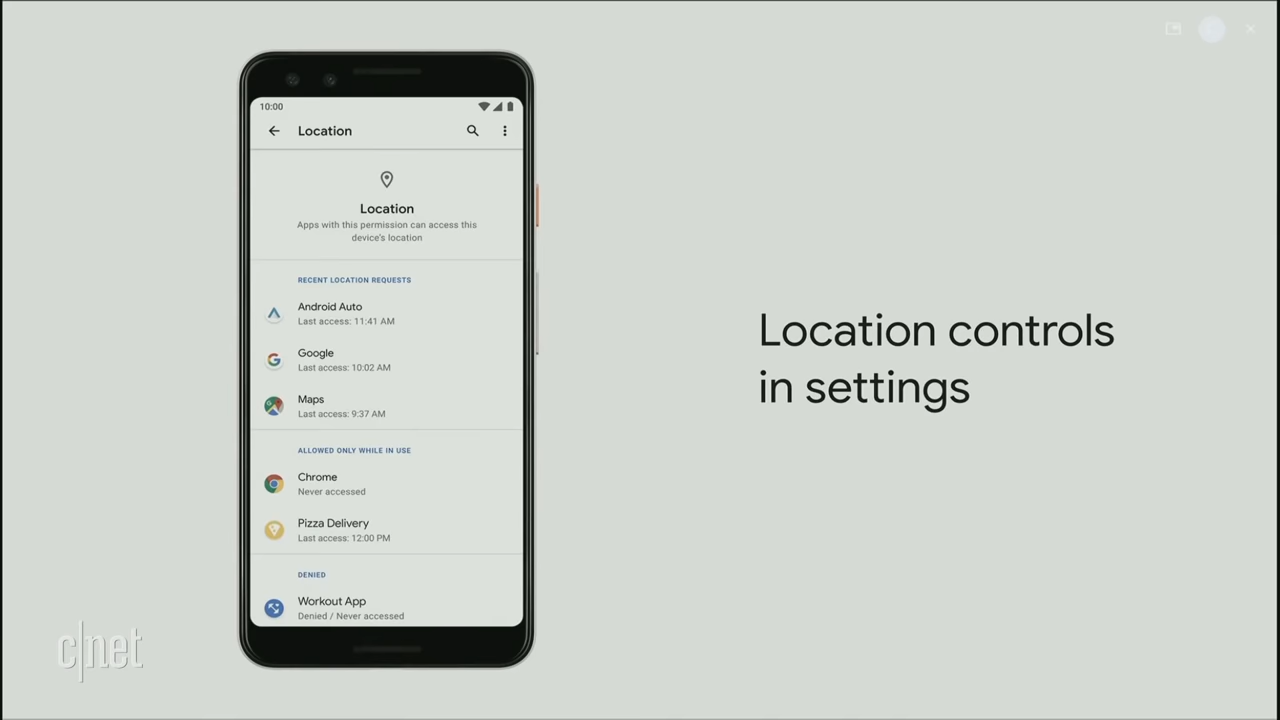 10:00
Location
Location
Apps with this permission can access this
device's location
RECENT LOCATION REQUESTS
Android Auto
Last access: 11:41 AM
Google
Last access: 10:02 AM
Maps
Last access: 9:37 AM
ALLOWED ONLY WHILE IN USE
Chrome
Never accessed
Pizza Delivery
Last access: 12:00 PM
DENIED
Workout App
Denied / Never accessed
Location controls
in settings
c|net